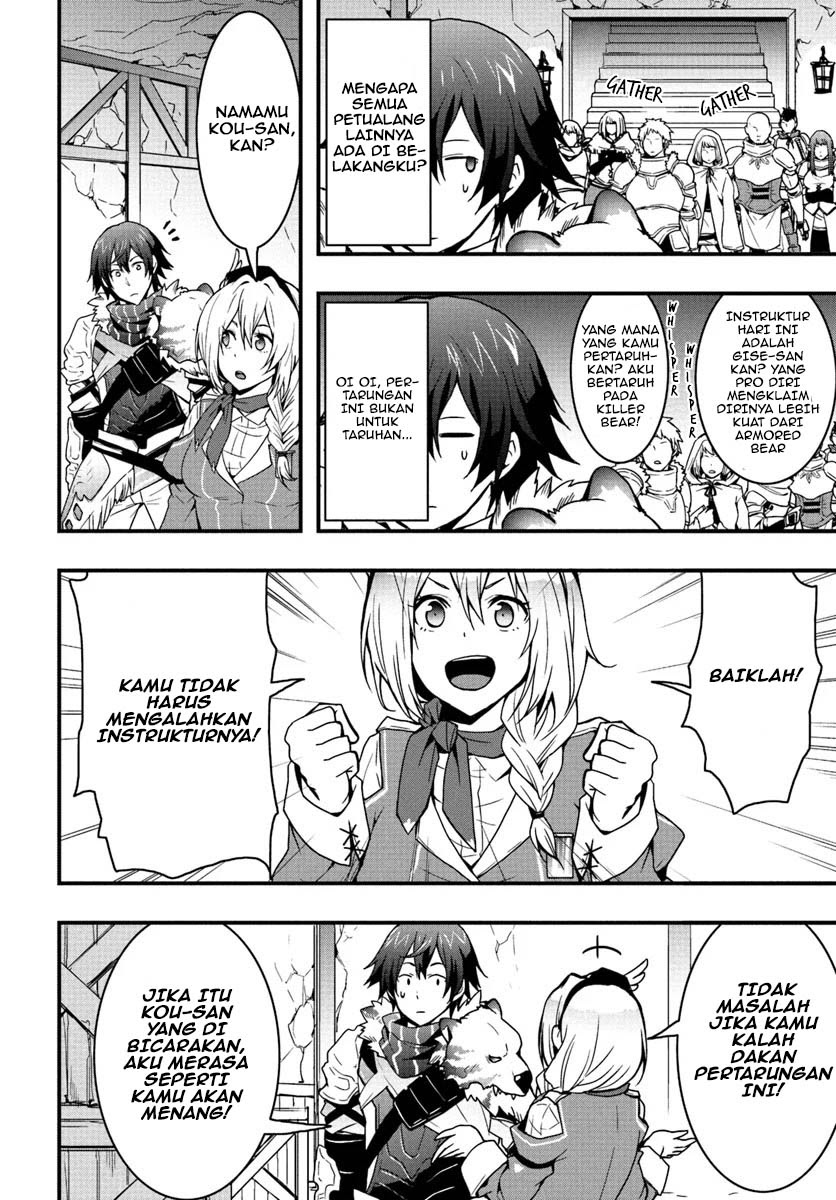 GATHER
GATHER
MENGAPA
SEMUA
PETUALANG
LAINNYA
ADA DI BE-
LAKANGKU?
INSTRUKTUR
HARI INI
ADALAH
GISE-SAN
KAN? YANG
PRO DIRI
MENGKLAIM
DIRINYA LEBIH
KUAT DARI
ARMORED
BEAR
WHISPER
WHISPER
YANG MANA
YANG KAMU
PERTARUH-
KAN? AKU
BERTARUH
PADA
KILLER
BEAR!
OI OI, PER-
TARUNGAN
INI BUKAN
UNTUK
TARUHAN...
NAMAMU
KOU-SAN,
KAN?
BAIKLAH!
KAMU TIDAK
HARUS
MENGALAHKAN
INSTRUKTURNYA!
TIDAK
MASALAH
JIKA KAMU
KALAH
DAKAN
PERTARUNGAN
INI!
JIKA ITU
KOU-SAN
YANG DI
BICARAKAN,
AKU MERASA
SEPERTI
KAMU AKAN
MENANG!